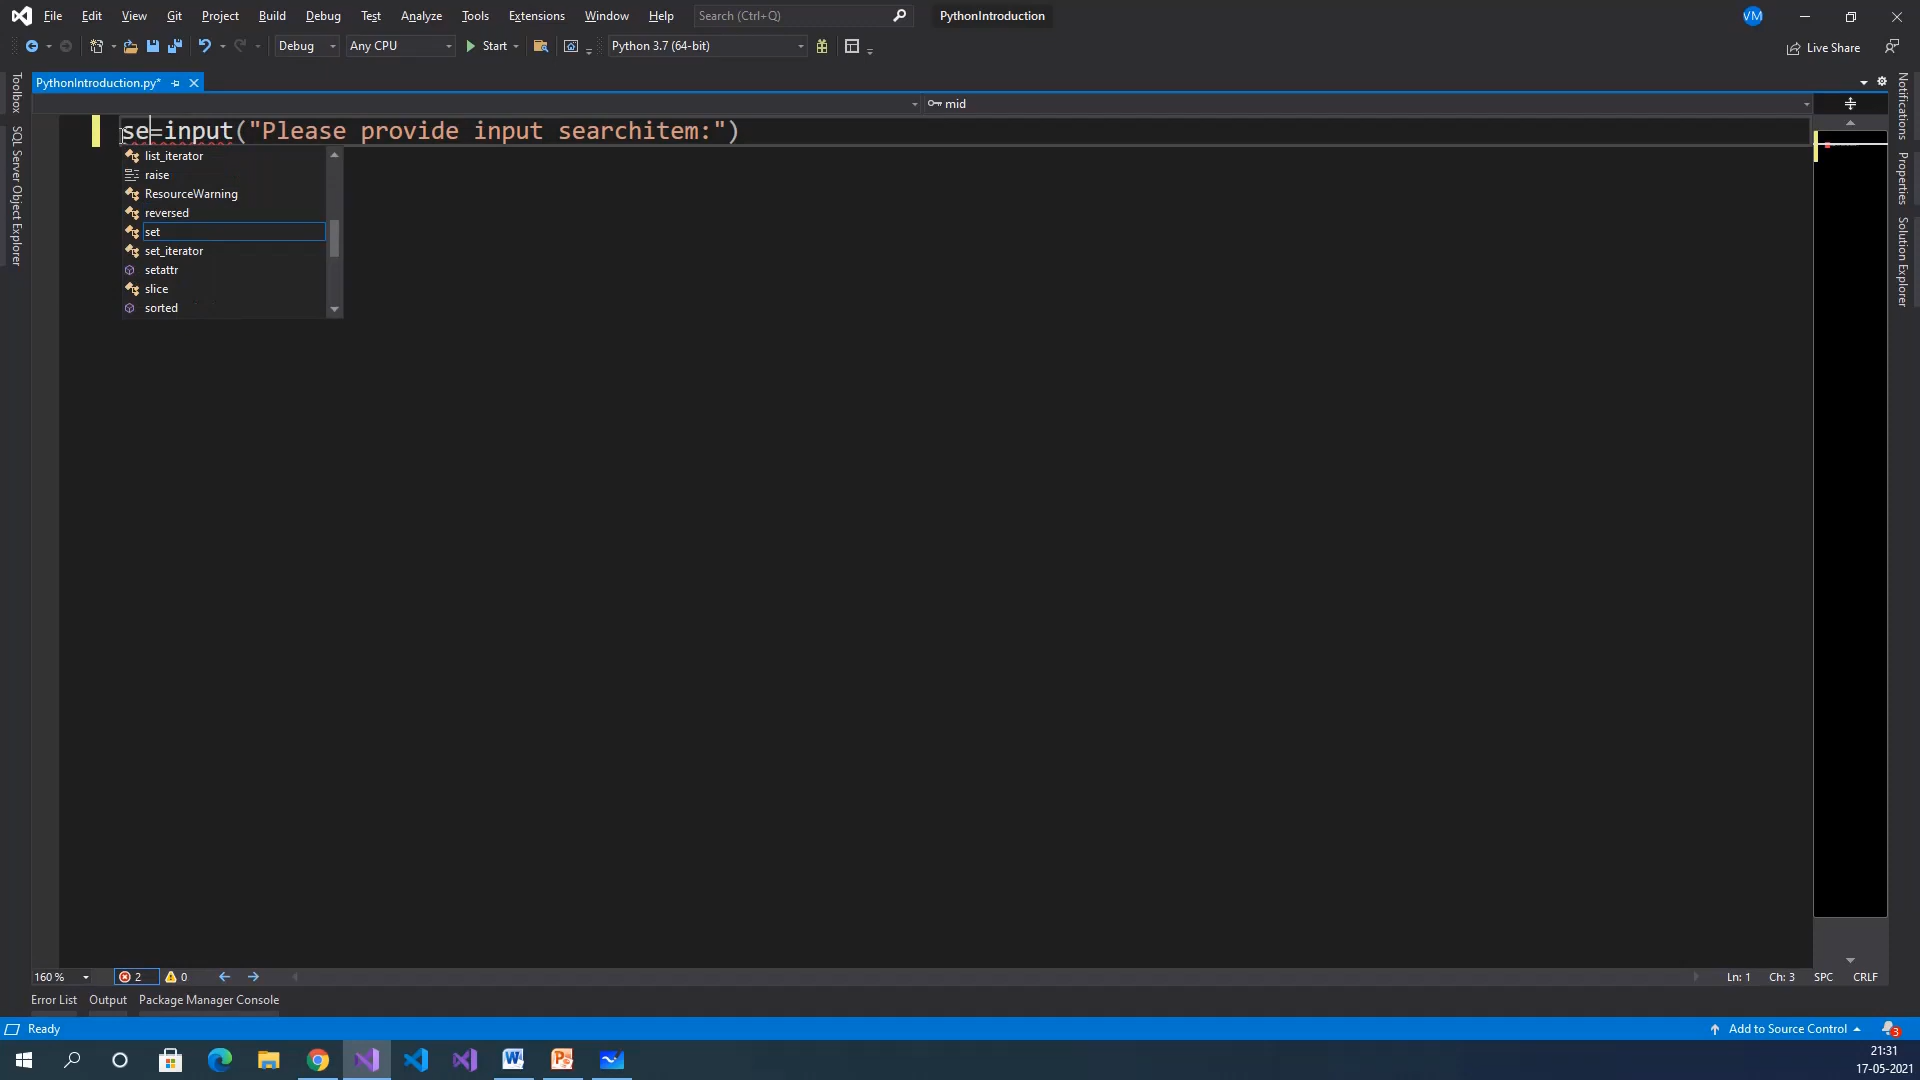 File Edit View Git Project Build Debug Test Analyze Tools Extensions Window Help Search (Ctrl+Q) PythonIntroduction VM
Debug Any CPU Start Python 3.7 (64-bit) Live Share
PythonIntroduction.py*
mid
se=input("Please provide input searchitem:")
list_iterator
raise
ResourceWarning
reversed
set
set_iterator
setattr
slice
sorted
Toolbox
SQL Server Object Explorer
Notifications
Properties
Solution Explorer
160 % 2 0 Ln: 1 Ch: 3 SPC CRLF
Error List Output Package Manager Console
Ready Add to Source Control 3
21:31
17-05-2021